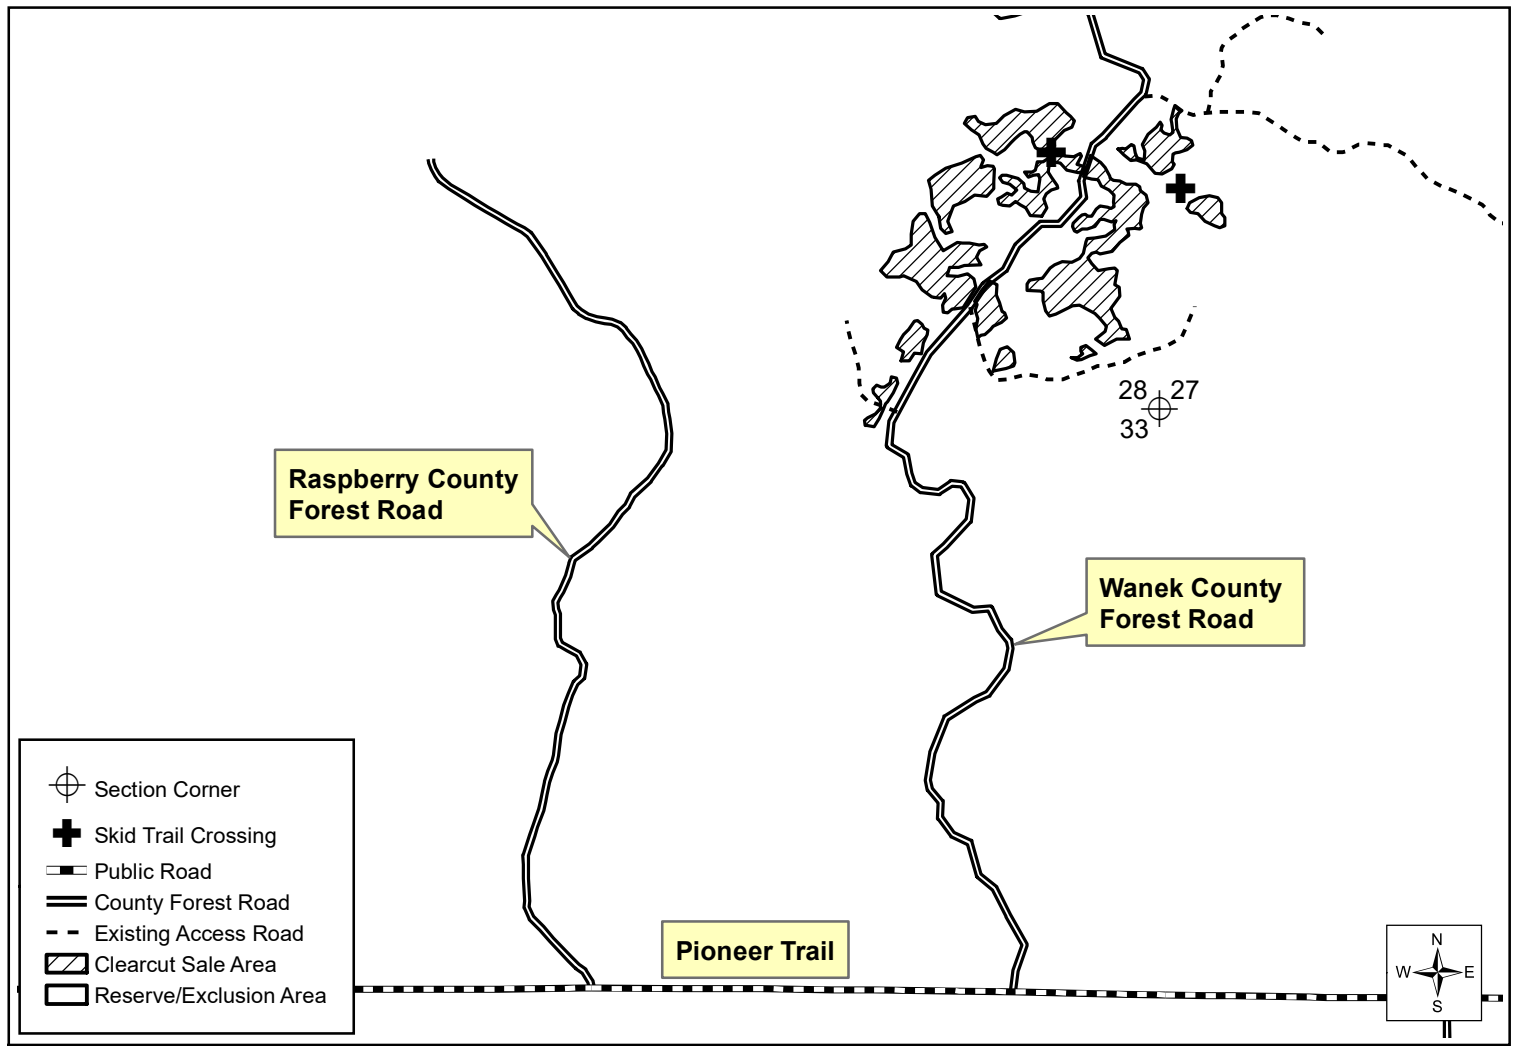 28 27
33
Raspberry County
Forest Road
Wanek County
Forest Road
Section Corner
Skid Trail Crossing
Public Road
County Forest Road
Existing Access Road
Clearcut Sale Area
Reserve/Exclusion Area
Pioneer Trail
N
W E
S